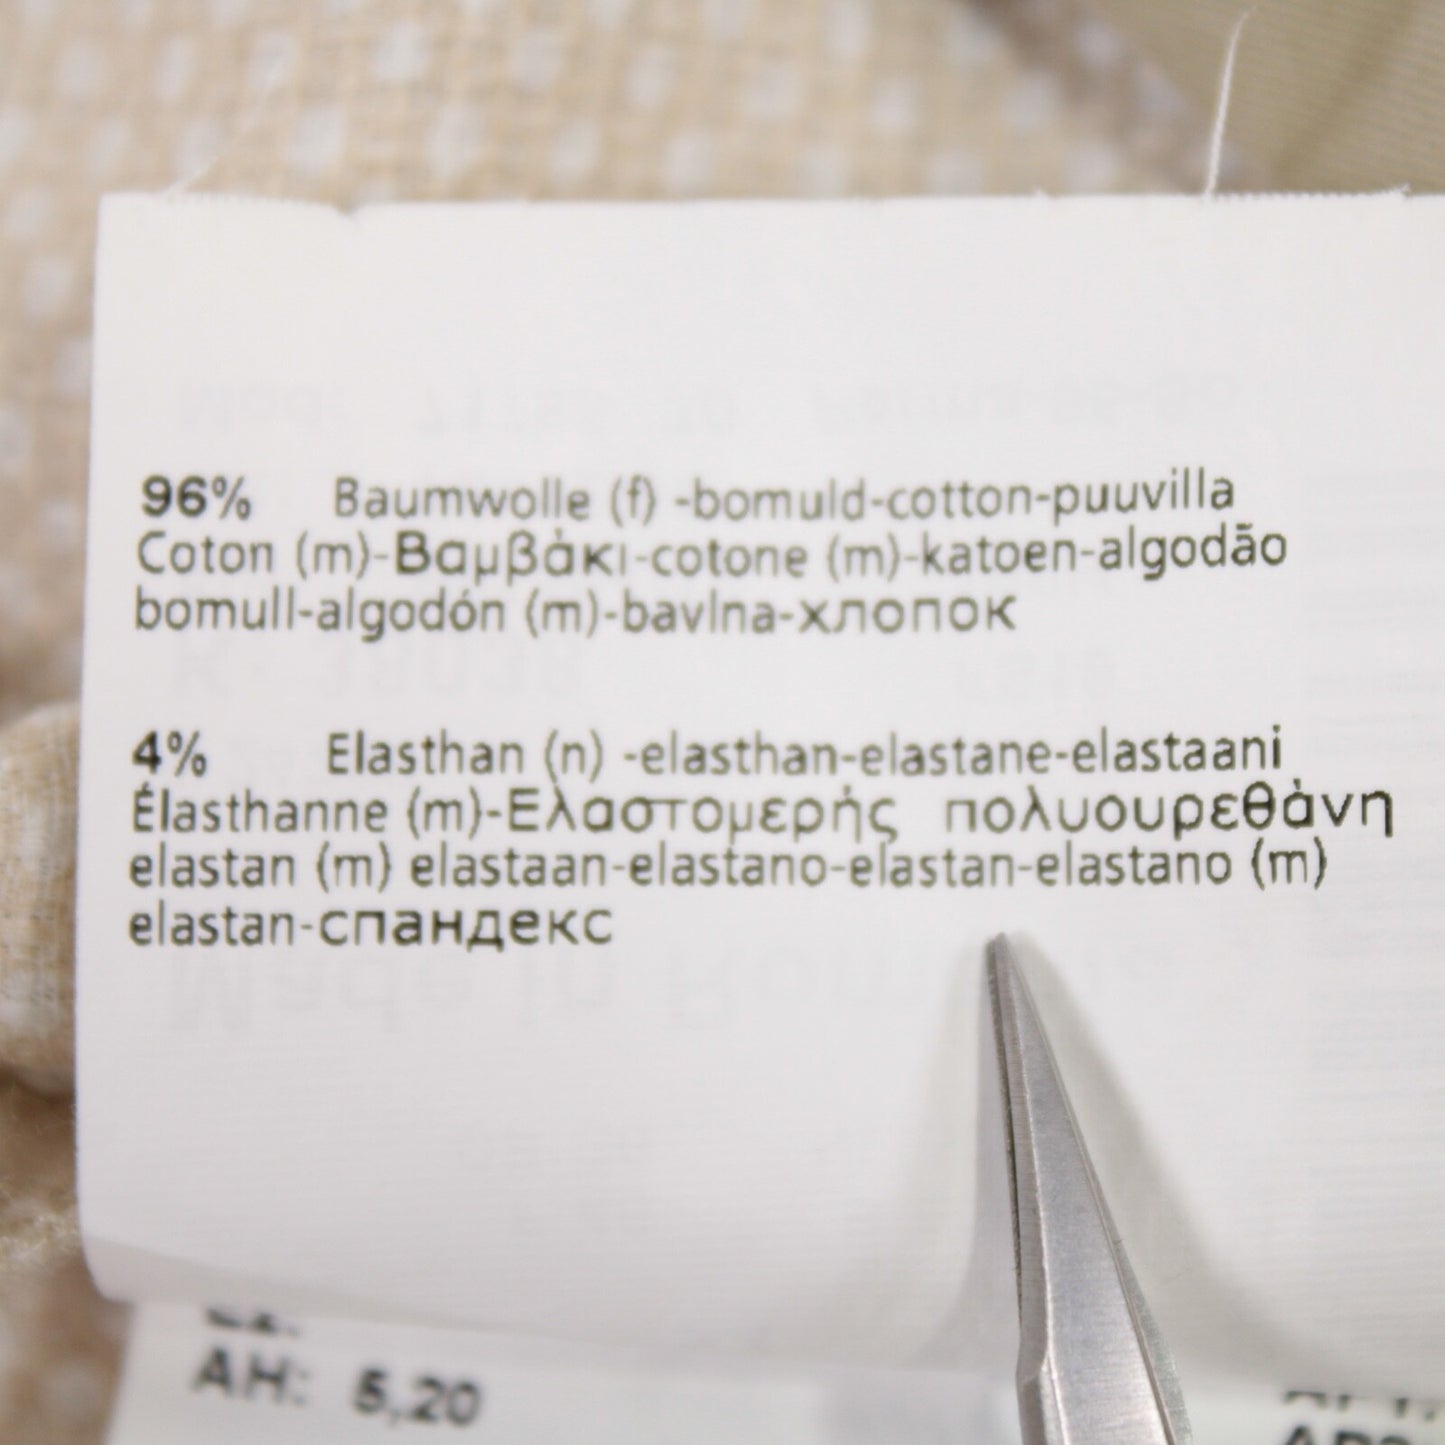 96% Baumwolle (f) -bomuld-cotton-puuvilla
Coton (m)-Βαμβάκι-cotone (m)-katoen-algodão
bomull-algodón (m)-bavlna-хлопок
4% Elasthan (n) -elasthan-elastane-elastaani
Élasthanne (m)-Ελαστομερής πολυουρεθάνη
elastan (m) elastaan-elastano-elastan-elastano (m)
elastan-спандекс
AH: 5,20